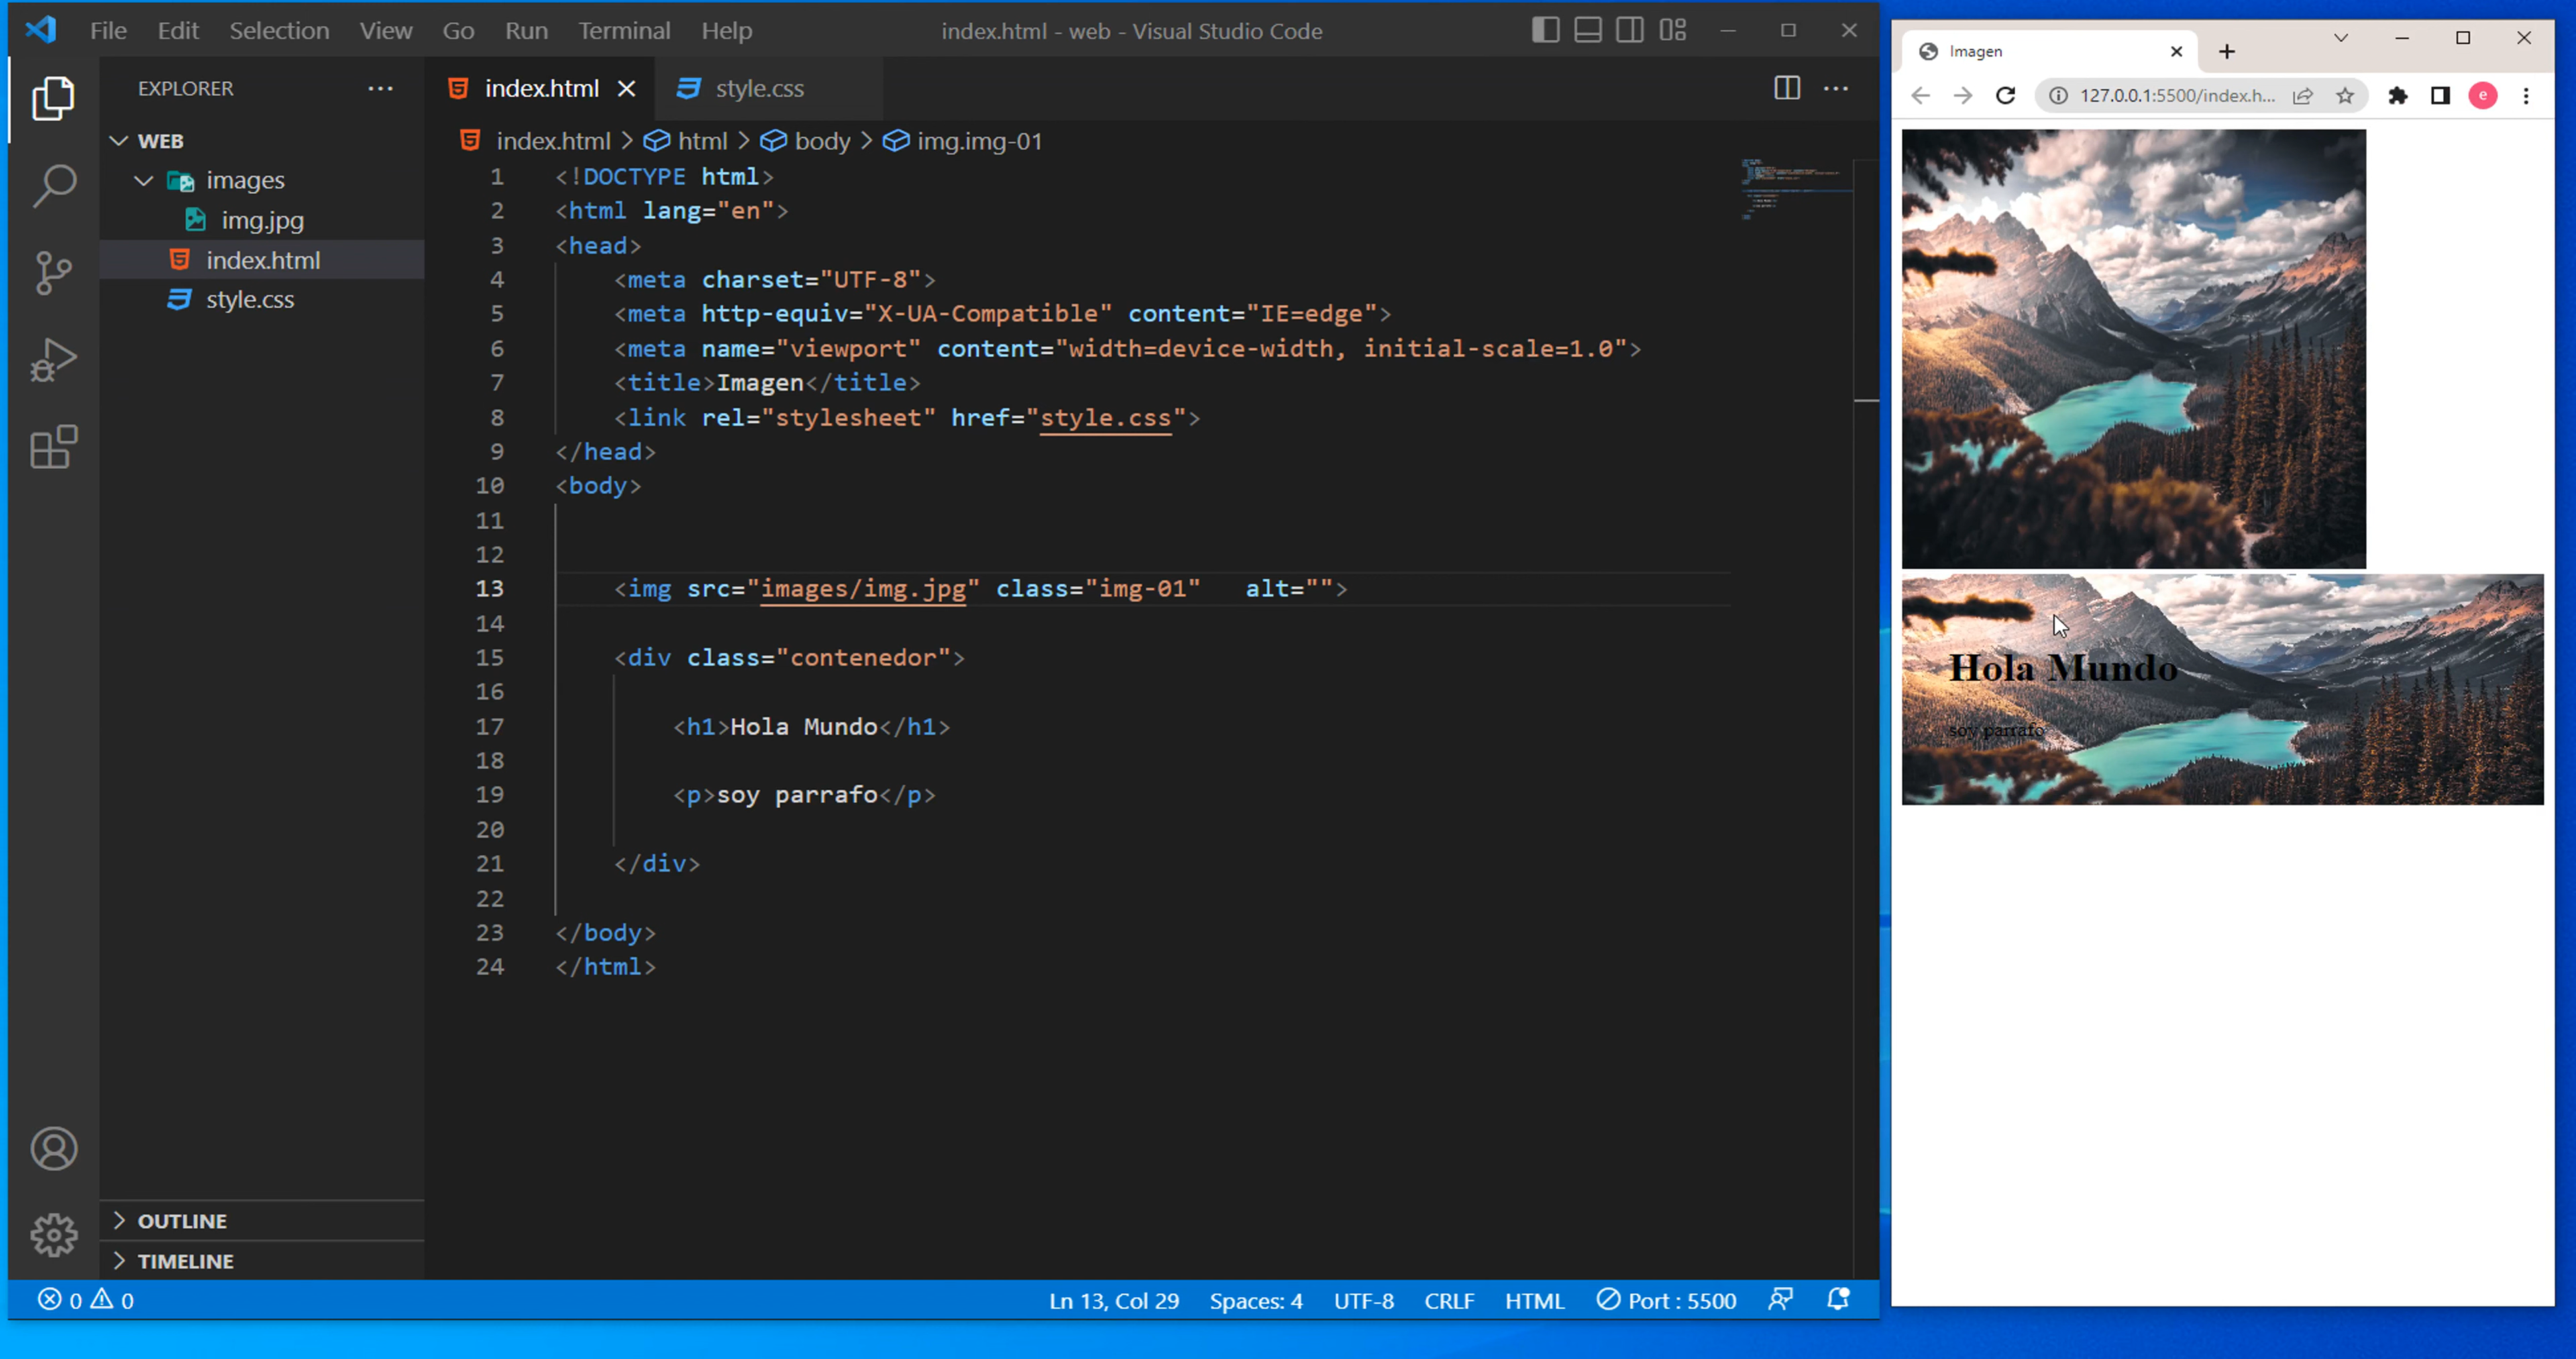 File Edit Selection View Go Run Terminal Help
index.html - web - Visual Studio Code
EXPLORER
WEB
images
img.jpg
index.html
style.css
OUTLINE
TIMELINE
index.html
style.css
index.html > html > body > img.img-01
1 <!DOCTYPE html>
2 <html lang="en">
3 <head>
4 <meta charset="UTF-8">
5 <meta http-equiv="X-UA-Compatible" content="IE=edge">
6 <meta name="viewport" content="width=device-width, initial-scale=1.0">
7 <title>Imagen</title>
8 <link rel="stylesheet" href="style.css">
9 </head>
10 <body>
11
12
13 <img src="images/img.jpg" class="img-01" alt="">
14
15 <div class="contenedor">
16
17 <h1>Hola Mundo</h1>
18
19 <p>soy parrafo</p>
20
21 </div>
22
23 </body>
24 </html>
0 0
Ln 13, Col 29 Spaces: 4 UTF-8 CRLF HTML Port : 5500
Imagen
127.0.0.1:5500/index.h...
e
Hola Mundo
soy parrafo